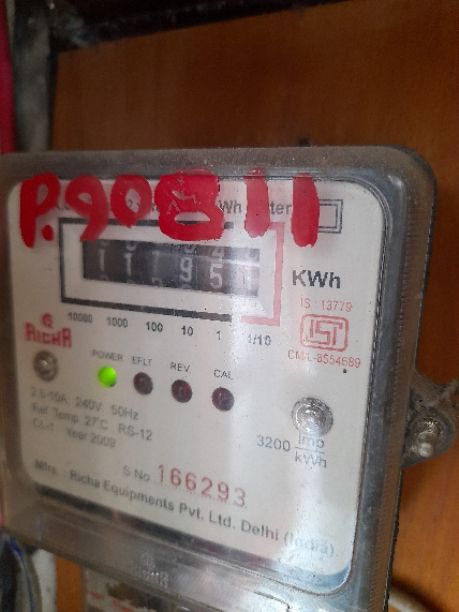 P.90811
Wh
KWh
IS : 13779
ISI
CM/L-8554689
10000 1000 100 10 1 1/10
RICHA
POWER EFLT REV. CAL
240V 50Hz
Ref Temp 27°C RS-12
Year 2009
3200 Imp
kWh
S.No. 166293
Mfrs. : Richa Equipments Pvt. Ltd. Delhi (India).